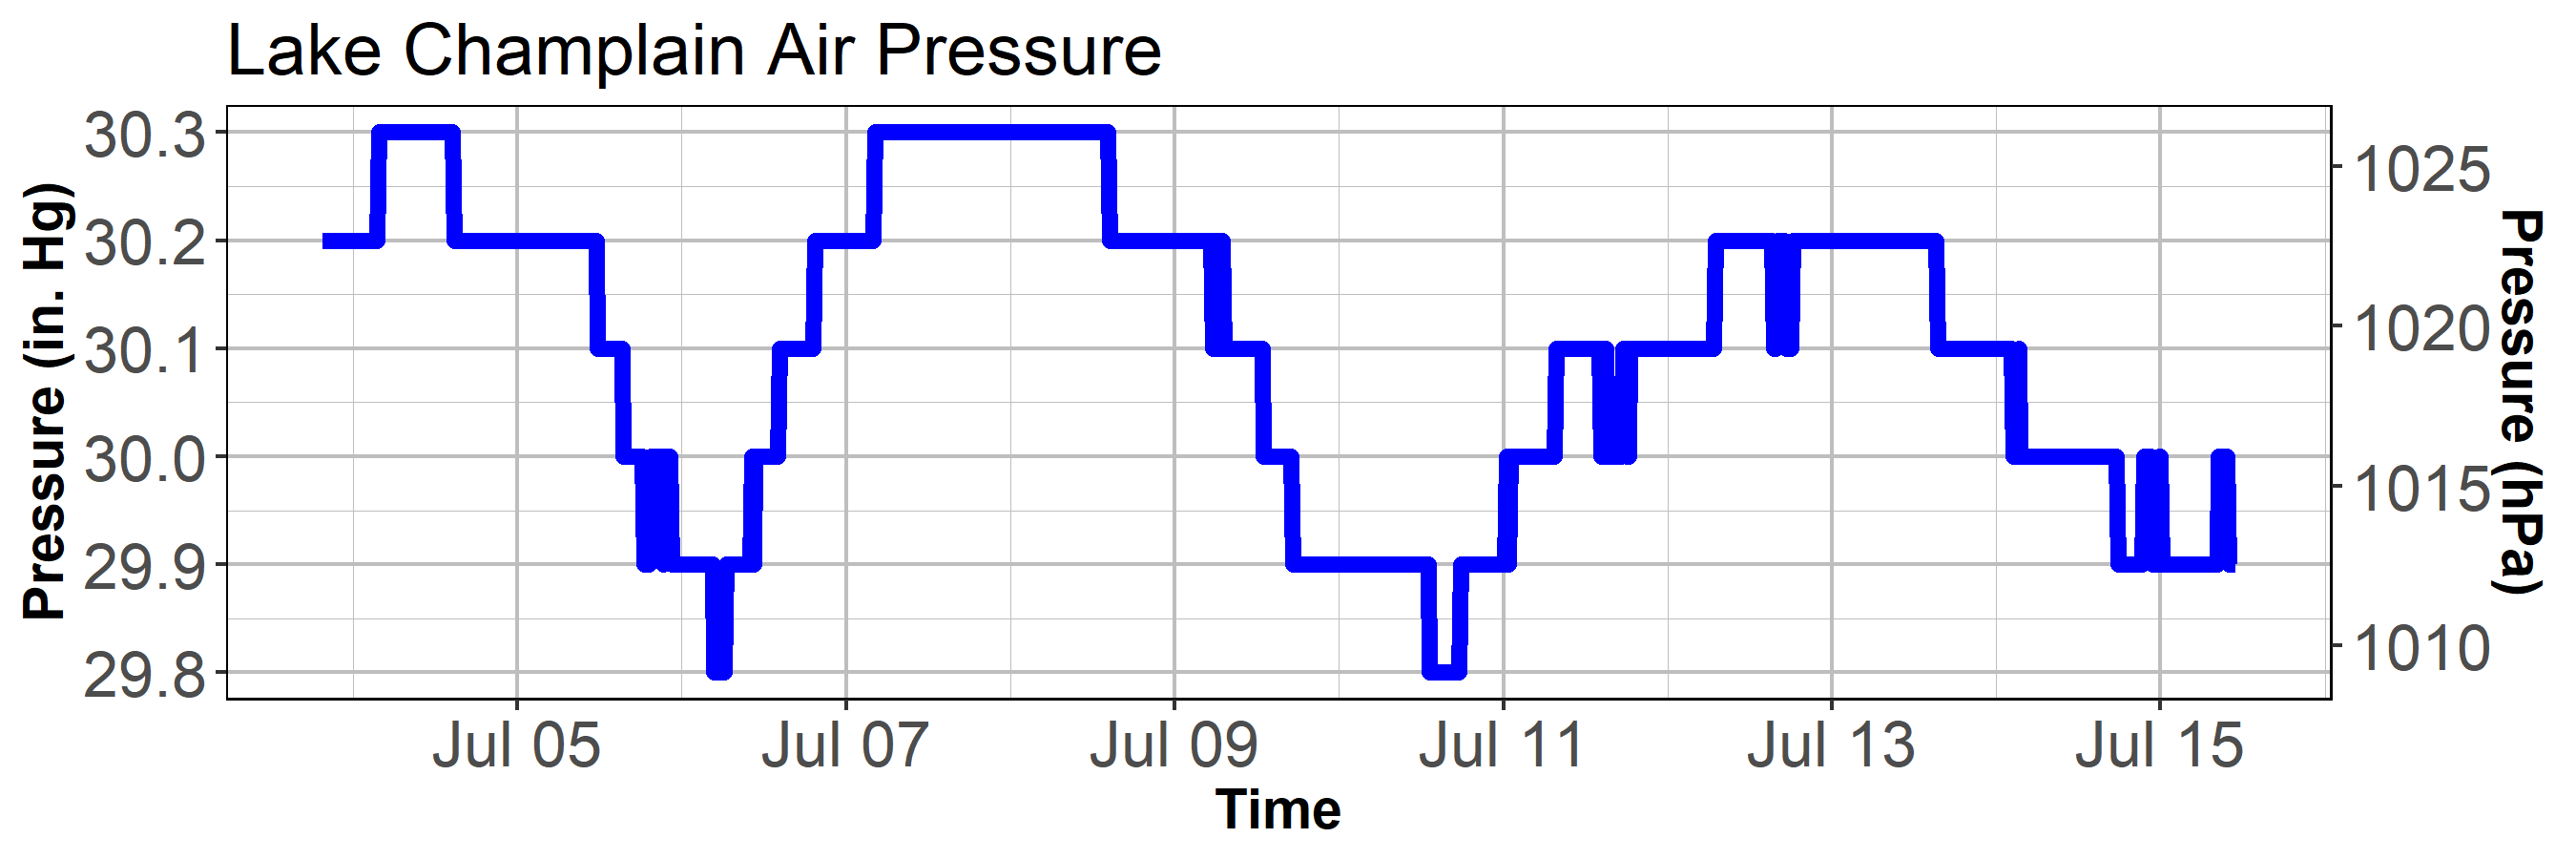 Lake Champlain Air Pressure
Pressure (in. Hg)
30.3
30.2
30.1
30.0
29.9
29.8
1025
1020
1015
1010
Pressure (hPa)
Jul 05 Jul 07 Jul 09 Jul 11 Jul 13 Jul 15
Time